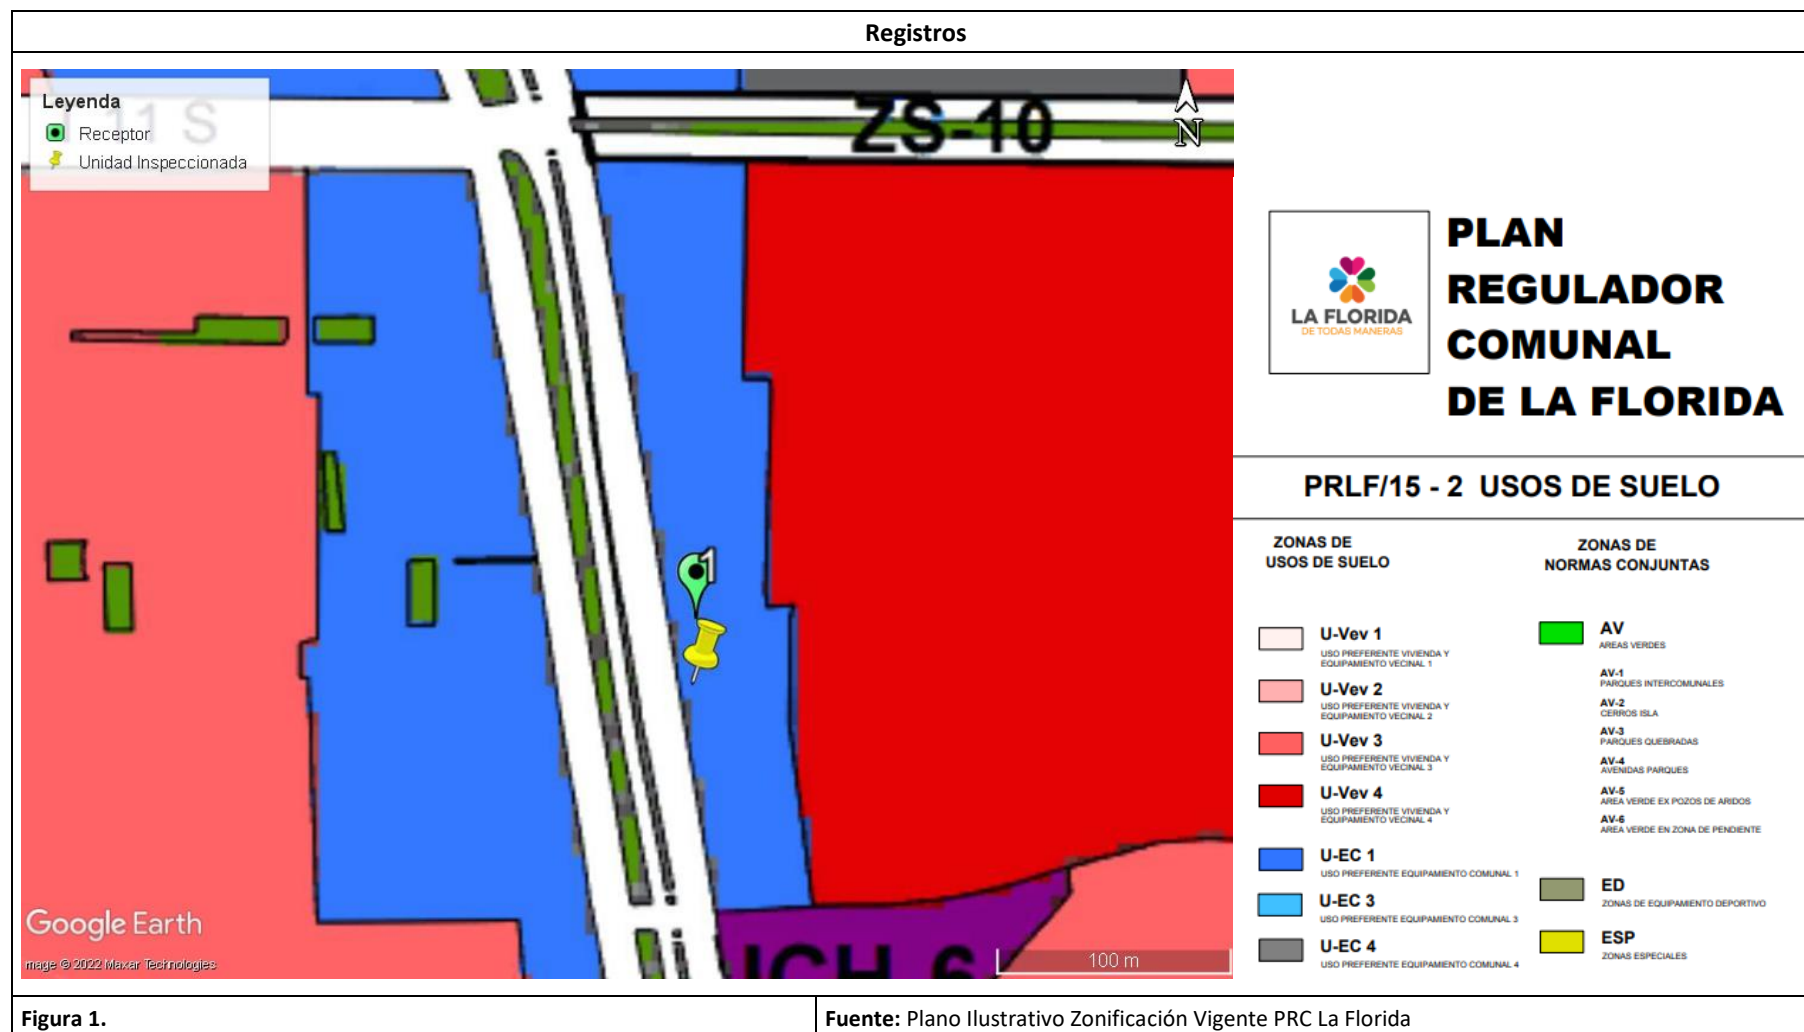 Registros
Leyenda
11 S
Receptor
Unidad Inspeccionada
ZS-10
N
1
Google Earth
mage © 2022 Maxar Technologies
100 m
LA FLORIDA
DE TODAS MANERAS
PLAN
REGULADOR
COMUNAL
DE LA FLORIDA
PRLF/15 - 2 USOS DE SUELO
ZONAS DE
USOS DE SUELO
U-Vev 1
USO PREFERENTE VIVIENDA Y
EQUIPAMIENTO VECINAL 1
U-Vev 2
USO PREFERENTE VIVIENDA Y
EQUIPAMIENTO VECINAL 2
U-Vev 3
USO PREFERENTE VIVIENDA Y
EQUIPAMIENTO VECINAL 3
U-Vev 4
USO PREFERENTE VIVIENDA Y
EQUIPAMIENTO VECINAL 4
U-EC 1
USO PREFERENTE EQUIPAMIENTO COMUNAL 1
U-EC 3
USO PREFERENTE EQUIPAMIENTO COMUNAL 3
U-EC 4
USO PREFERENTE EQUIPAMIENTO COMUNAL 4
ZONAS DE
NORMAS CONJUNTAS
AV
AREAS VERDES
AV-1
PARQUES INTERCOMUNALES
AV-2
CERROS ISLA
AV-3
PARQUES QUEBRADAS
AV-4
AVENIDAS PARQUES
AV-5
AREA VERDE EX POZOS DE ARIDOS
AV-6
AREA VERDE EN ZONA DE PENDIENTE
ED
ZONAS DE EQUIPAMIENTO DEPORTIVO
ESP
ZONAS ESPECIALES
Figura 1.
Fuente: Plano Ilustrativo Zonificación Vigente PRC La Florida